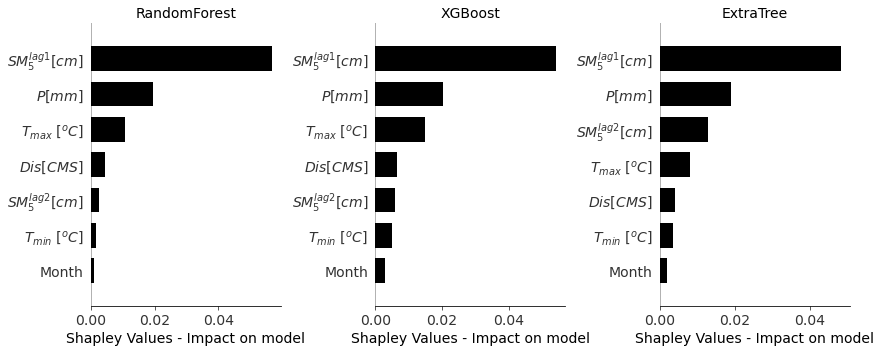 RandomForest
SM₅ˡᵃᵍ¹[cm]
P[mm]
Tₘₐₓ [ᵒC]
Dis[CMS]
SM₅ˡᵃᵍ²[cm]
Tₘᵢₙ [ᵒC]
Month
0.00 0.02 0.04
Shapley Values - Impact on model
XGBoost
SM₅ˡᵃᵍ¹[cm]
P[mm]
Tₘₐₓ [ᵒC]
Dis[CMS]
SM₅ˡᵃᵍ²[cm]
Tₘᵢₙ [ᵒC]
Month
0.00 0.02 0.04
Shapley Values - Impact on model
ExtraTree
SM₅ˡᵃᵍ¹[cm]
P[mm]
SM₅ˡᵃᵍ²[cm]
Tₘₐₓ [ᵒC]
Dis[CMS]
Tₘᵢₙ [ᵒC]
Month
0.00 0.02 0.04
Shapley Values - Impact on model